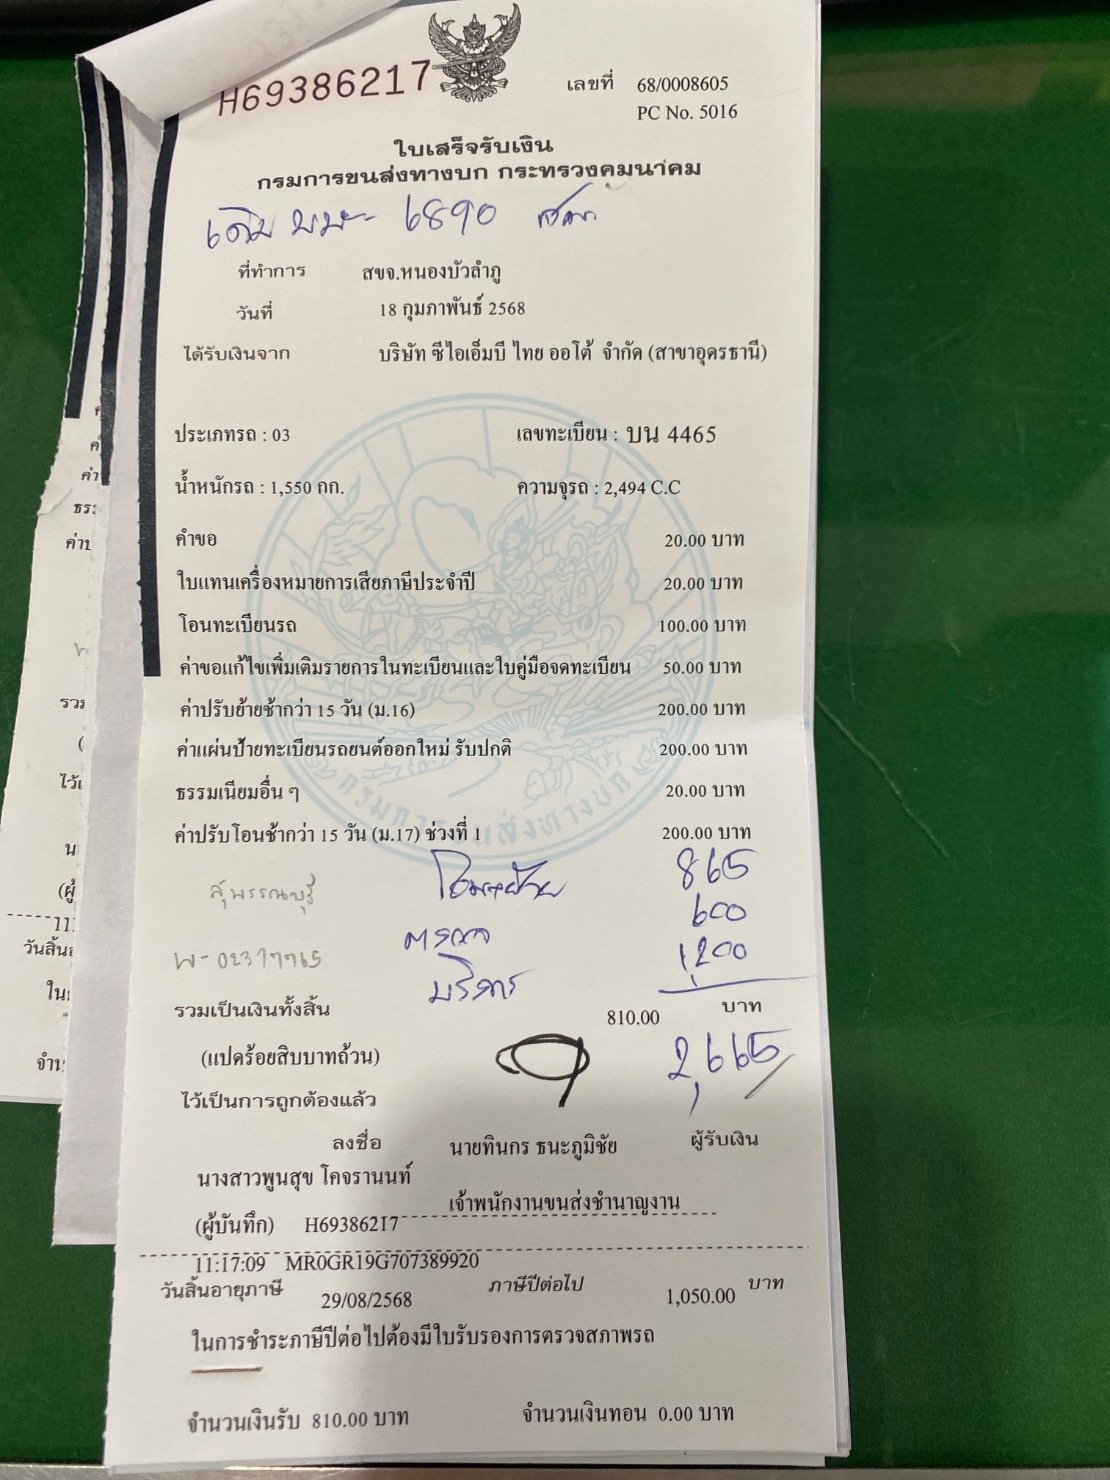 H69386217
เลขที่ 68/0008605
PC No. 5016
ใบเสร็จรับเงิน
กรมการขนส่งทางบก กระทรวงคมนาคม
เดิม 6890
ที่ทำการ สขจ.หนองบัวลำภู
วันที่ 18 กุมภาพันธ์ 2568
ได้รับเงินจาก บริษัท ซีไอเอ็มบี ไทย ออโต้ จำกัด (สาขาอุดรธานี)
ประเภทรถ : 03 เลขทะเบียน : บน 4465
น้ำหนักรถ : 1,550 กก. ความจุรถ : 2,494 C.C
คำขอ 20.00 บาท
ใบแทนเครื่องหมายการเสียภาษีประจำปี 20.00 บาท
โอนทะเบียนรถ 100.00 บาท
ค่าขอแก้ไขเพิ่มเติมรายการในทะเบียนและใบคู่มือจดทะเบียน 50.00 บาท
ค่าปรับย้ายช้ากว่า 15 วัน (ม.16) 200.00 บาท
ค่าแผ่นป้ายทะเบียนรถยนต์ออกใหม่ รับปกติ 200.00 บาท
ธรรมเนียมอื่น ๆ 20.00 บาท
ค่าปรับโอนช้ากว่า 15 วัน (ม.17) ช่วงที่ 1 200.00 บาท
สุพรรณบุรี โอน+ย้าย 865
ตรวจ 600
บริการ 1,200
รวมเป็นเงินทั้งสิ้น 810.00 บาท
(แปดร้อยสิบบาทถ้วน) 2,665
ไว้เป็นการถูกต้องแล้ว
ลงชื่อ นายทินกร ธนะภูมิชัย ผู้รับเงิน
นางสาวพูนสุข โคจรานนท์
เจ้าพนักงานขนส่งชำนาญงาน
(ผู้บันทึก) H69386217
11:17:09 MR0GR19G707389920
วันสิ้นอายุภาษี 29/08/2568 ภาษีปีต่อไป 1,050.00 บาท
ในการชำระภาษีปีต่อไปต้องมีใบรับรองการตรวจสภาพรถ
จำนวนเงินรับ 810.00 บาท จำนวนเงินทอน 0.00 บาท